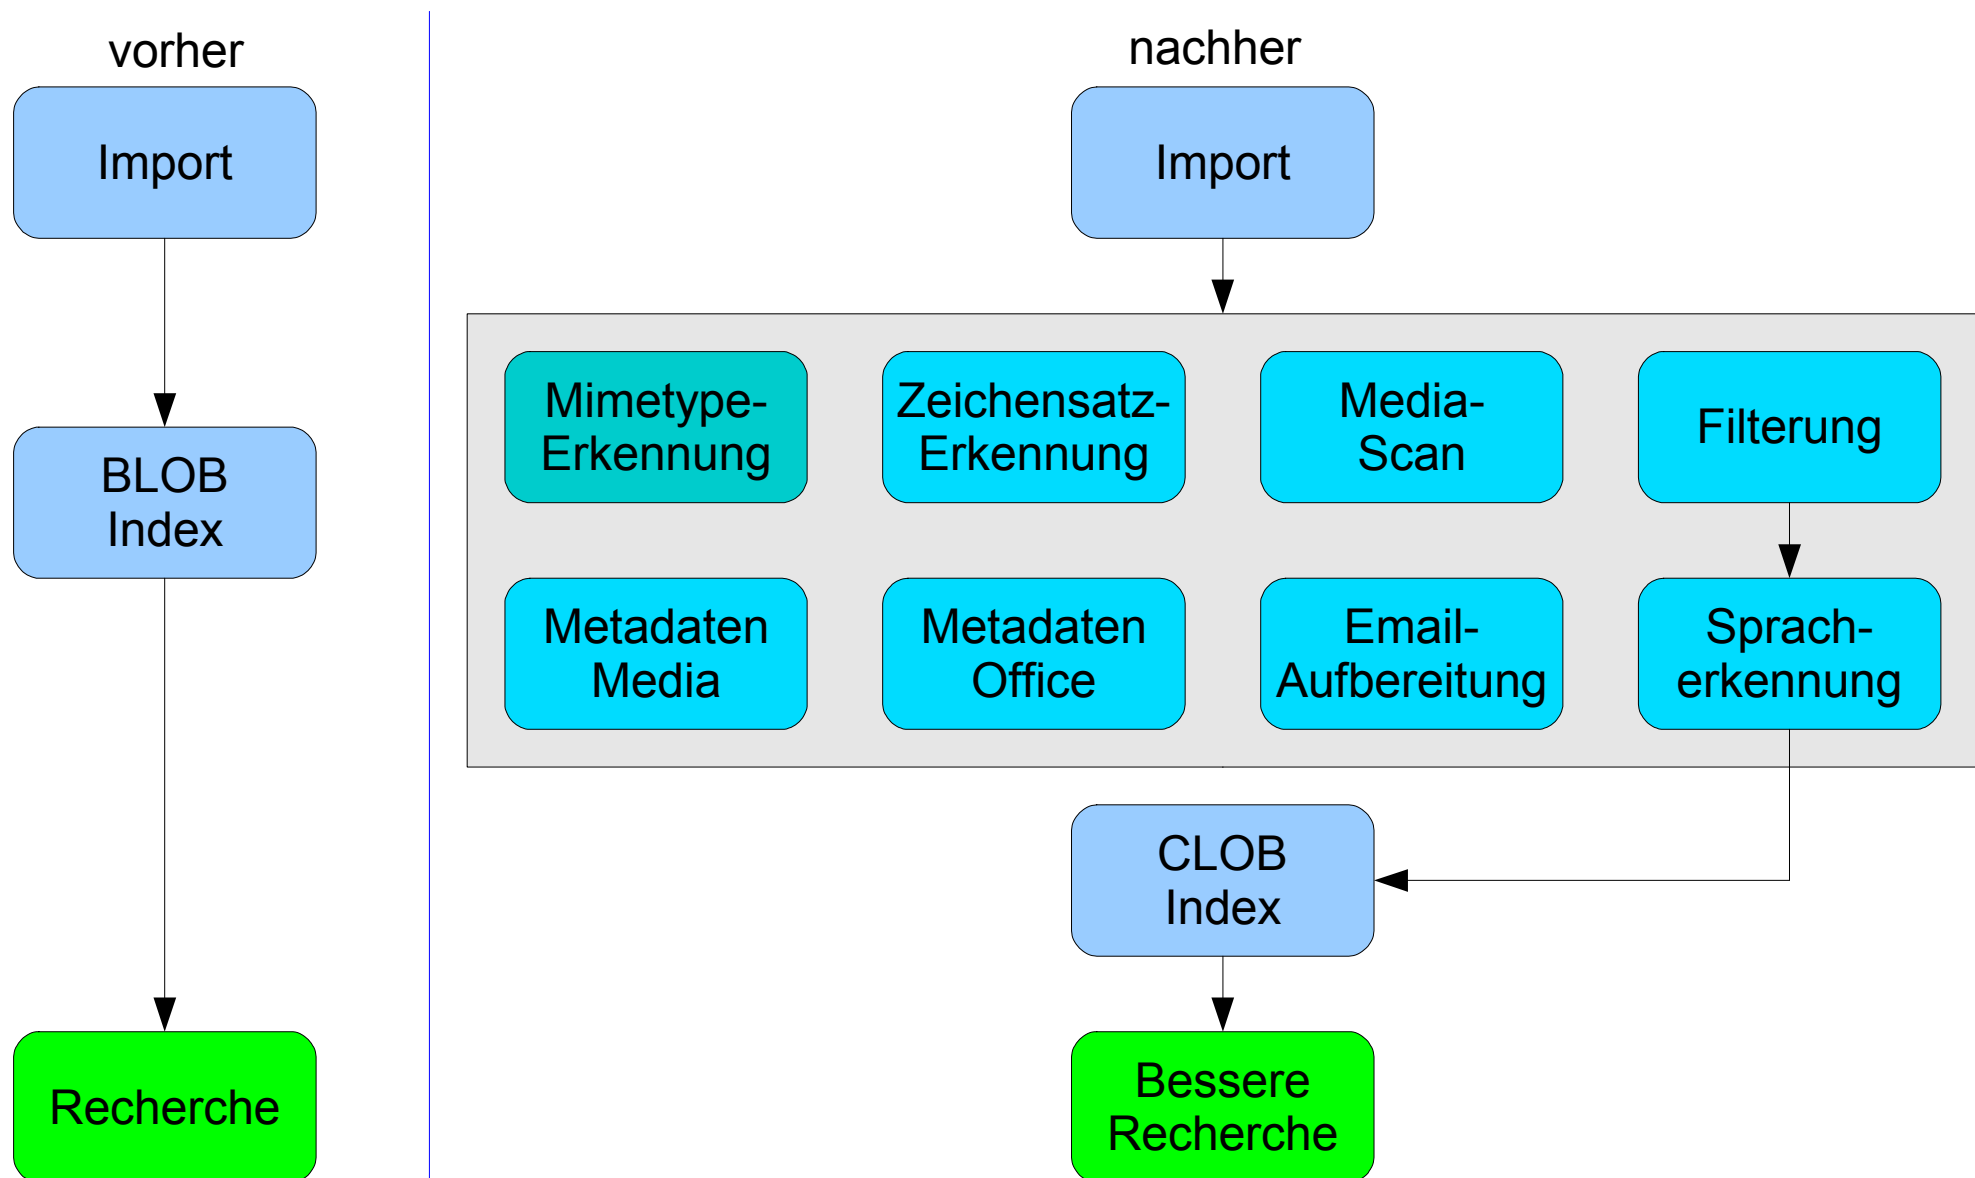 vorher
Import
BLOB
Index
Recherche
nachher
Import
Mimetype-
Erkennung
Zeichensatz-
Erkennung
Media-
Scan
Filterung
Metadaten
Media
Metadaten
Office
Email-
Aufbereitung
Sprach-
erkennung
CLOB
Index
Bessere
Recherche